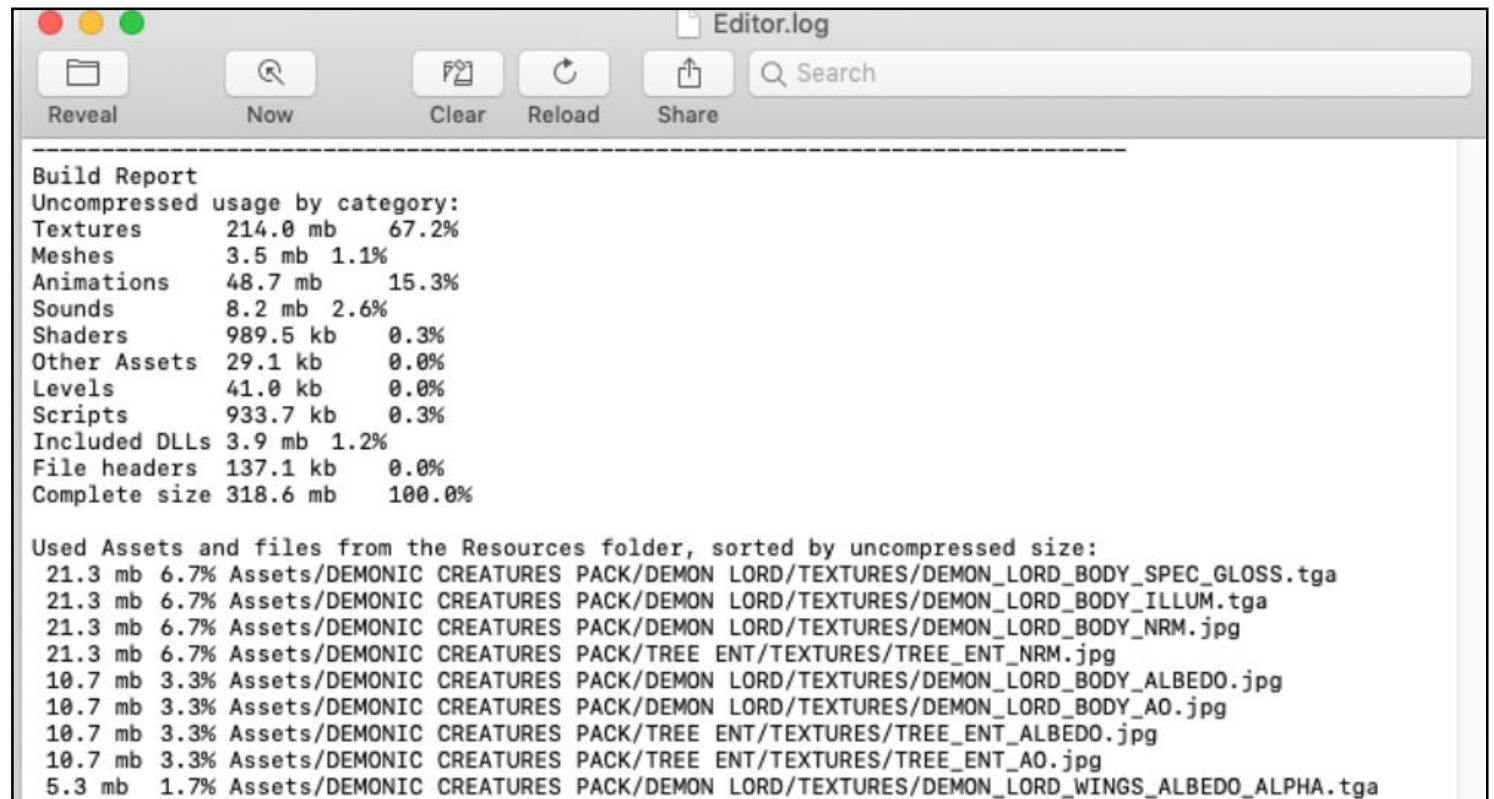 Editor.log
Search
Reveal Now Clear Reload Share
--------------------------------------------------------------------------------
Build Report
Uncompressed usage by category:
Textures 214.0 mb 67.2%
Meshes 3.5 mb 1.1%
Animations 48.7 mb 15.3%
Sounds 8.2 mb 2.6%
Shaders 989.5 kb 0.3%
Other Assets 29.1 kb 0.0%
Levels 41.0 kb 0.0%
Scripts 933.7 kb 0.3%
Included DLLs 3.9 mb 1.2%
File headers 137.1 kb 0.0%
Complete size 318.6 mb 100.0%
Used Assets and files from the Resources folder, sorted by uncompressed size:
21.3 mb 6.7% Assets/DEMONIC CREATURES PACK/DEMON LORD/TEXTURES/DEMON_LORD_BODY_SPEC_GLOSS.tga
21.3 mb 6.7% Assets/DEMONIC CREATURES PACK/DEMON LORD/TEXTURES/DEMON_LORD_BODY_ILLUM.tga
21.3 mb 6.7% Assets/DEMONIC CREATURES PACK/DEMON LORD/TEXTURES/DEMON_LORD_BODY_NRM.jpg
21.3 mb 6.7% Assets/DEMONIC CREATURES PACK/TREE ENT/TEXTURES/TREE_ENT_NRM.jpg
10.7 mb 3.3% Assets/DEMONIC CREATURES PACK/DEMON LORD/TEXTURES/DEMON_LORD_BODY_ALBEDO.jpg
10.7 mb 3.3% Assets/DEMONIC CREATURES PACK/DEMON LORD/TEXTURES/DEMON_LORD_BODY_AO.jpg
10.7 mb 3.3% Assets/DEMONIC CREATURES PACK/TREE ENT/TEXTURES/TREE_ENT_ALBEDO.jpg
10.7 mb 3.3% Assets/DEMONIC CREATURES PACK/TREE ENT/TEXTURES/TREE_ENT_AO.jpg
5.3 mb 1.7% Assets/DEMONIC CREATURES PACK/DEMON LORD/TEXTURES/DEMON_LORD_WINGS_ALBEDO_ALPHA.tga